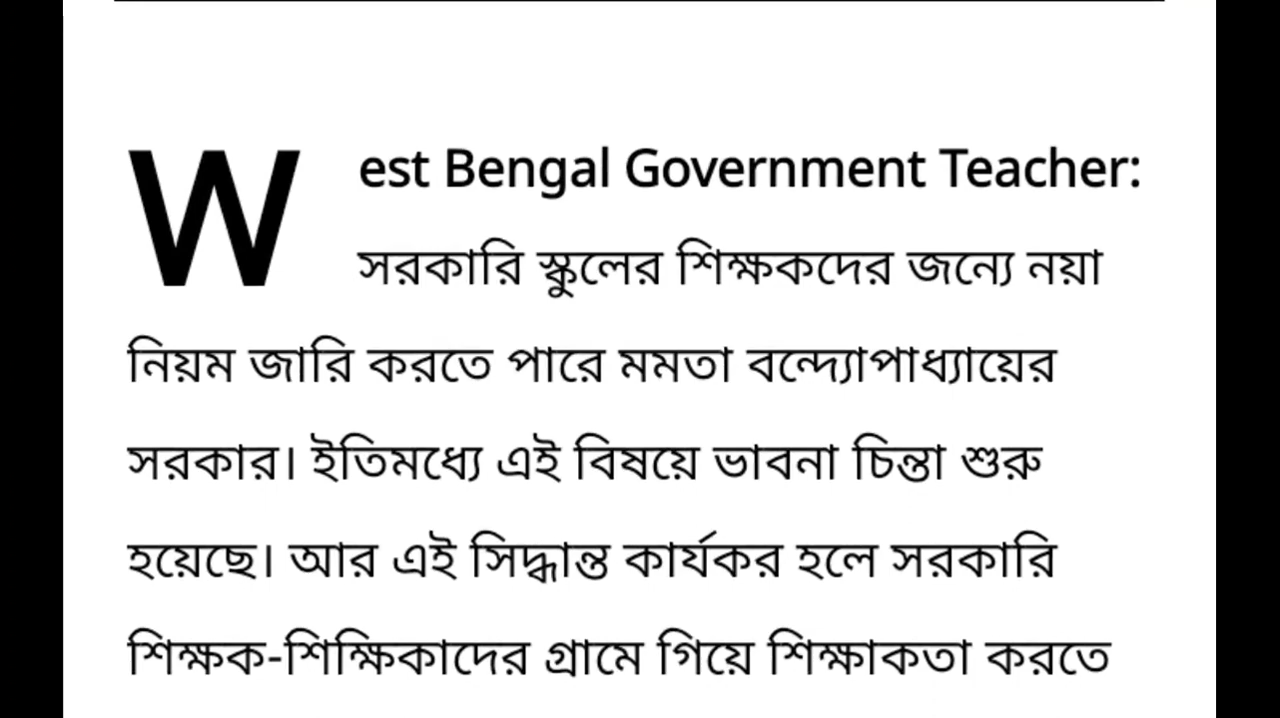 West Bengal Government Teacher:
সরকারি স্কুলের শিক্ষকদের জন্যে নয়া
নিয়ম জারি করতে পারে মমতা বন্দ্যোপাধ্যায়ের
সরকার। ইতিমধ্যে এই বিষয়ে ভাবনা চিন্তা শুরু
হয়েছে। আর এই সিদ্ধান্ত কার্যকর হলে সরকারি
শিক্ষক-শিক্ষিকাদের গ্রামে গিয়ে শিক্ষাকতা করতে